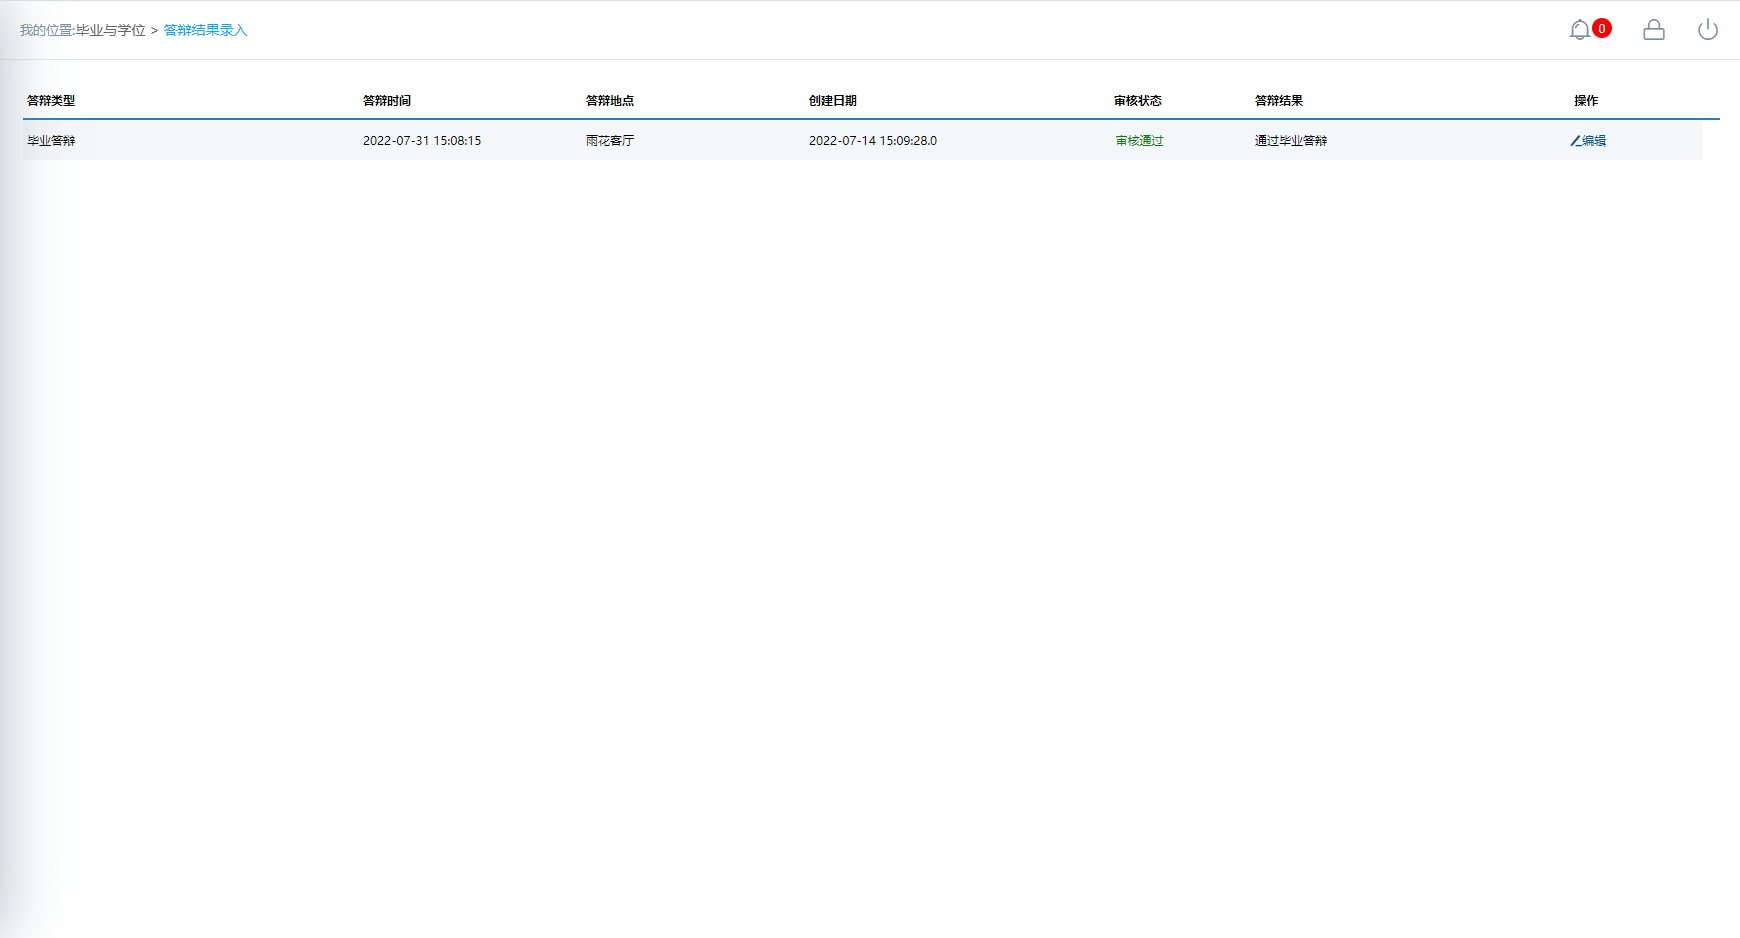 我的位置:毕业与学位 > 答辩结果录入
0
答辩类型 答辩时间 答辩地点 创建日期 审核状态 答辩结果 操作
毕业答辩 2022-07-31 15:08:15 雨花客厅 2022-07-14 15:09:28.0 审核通过 通过毕业答辩 编辑